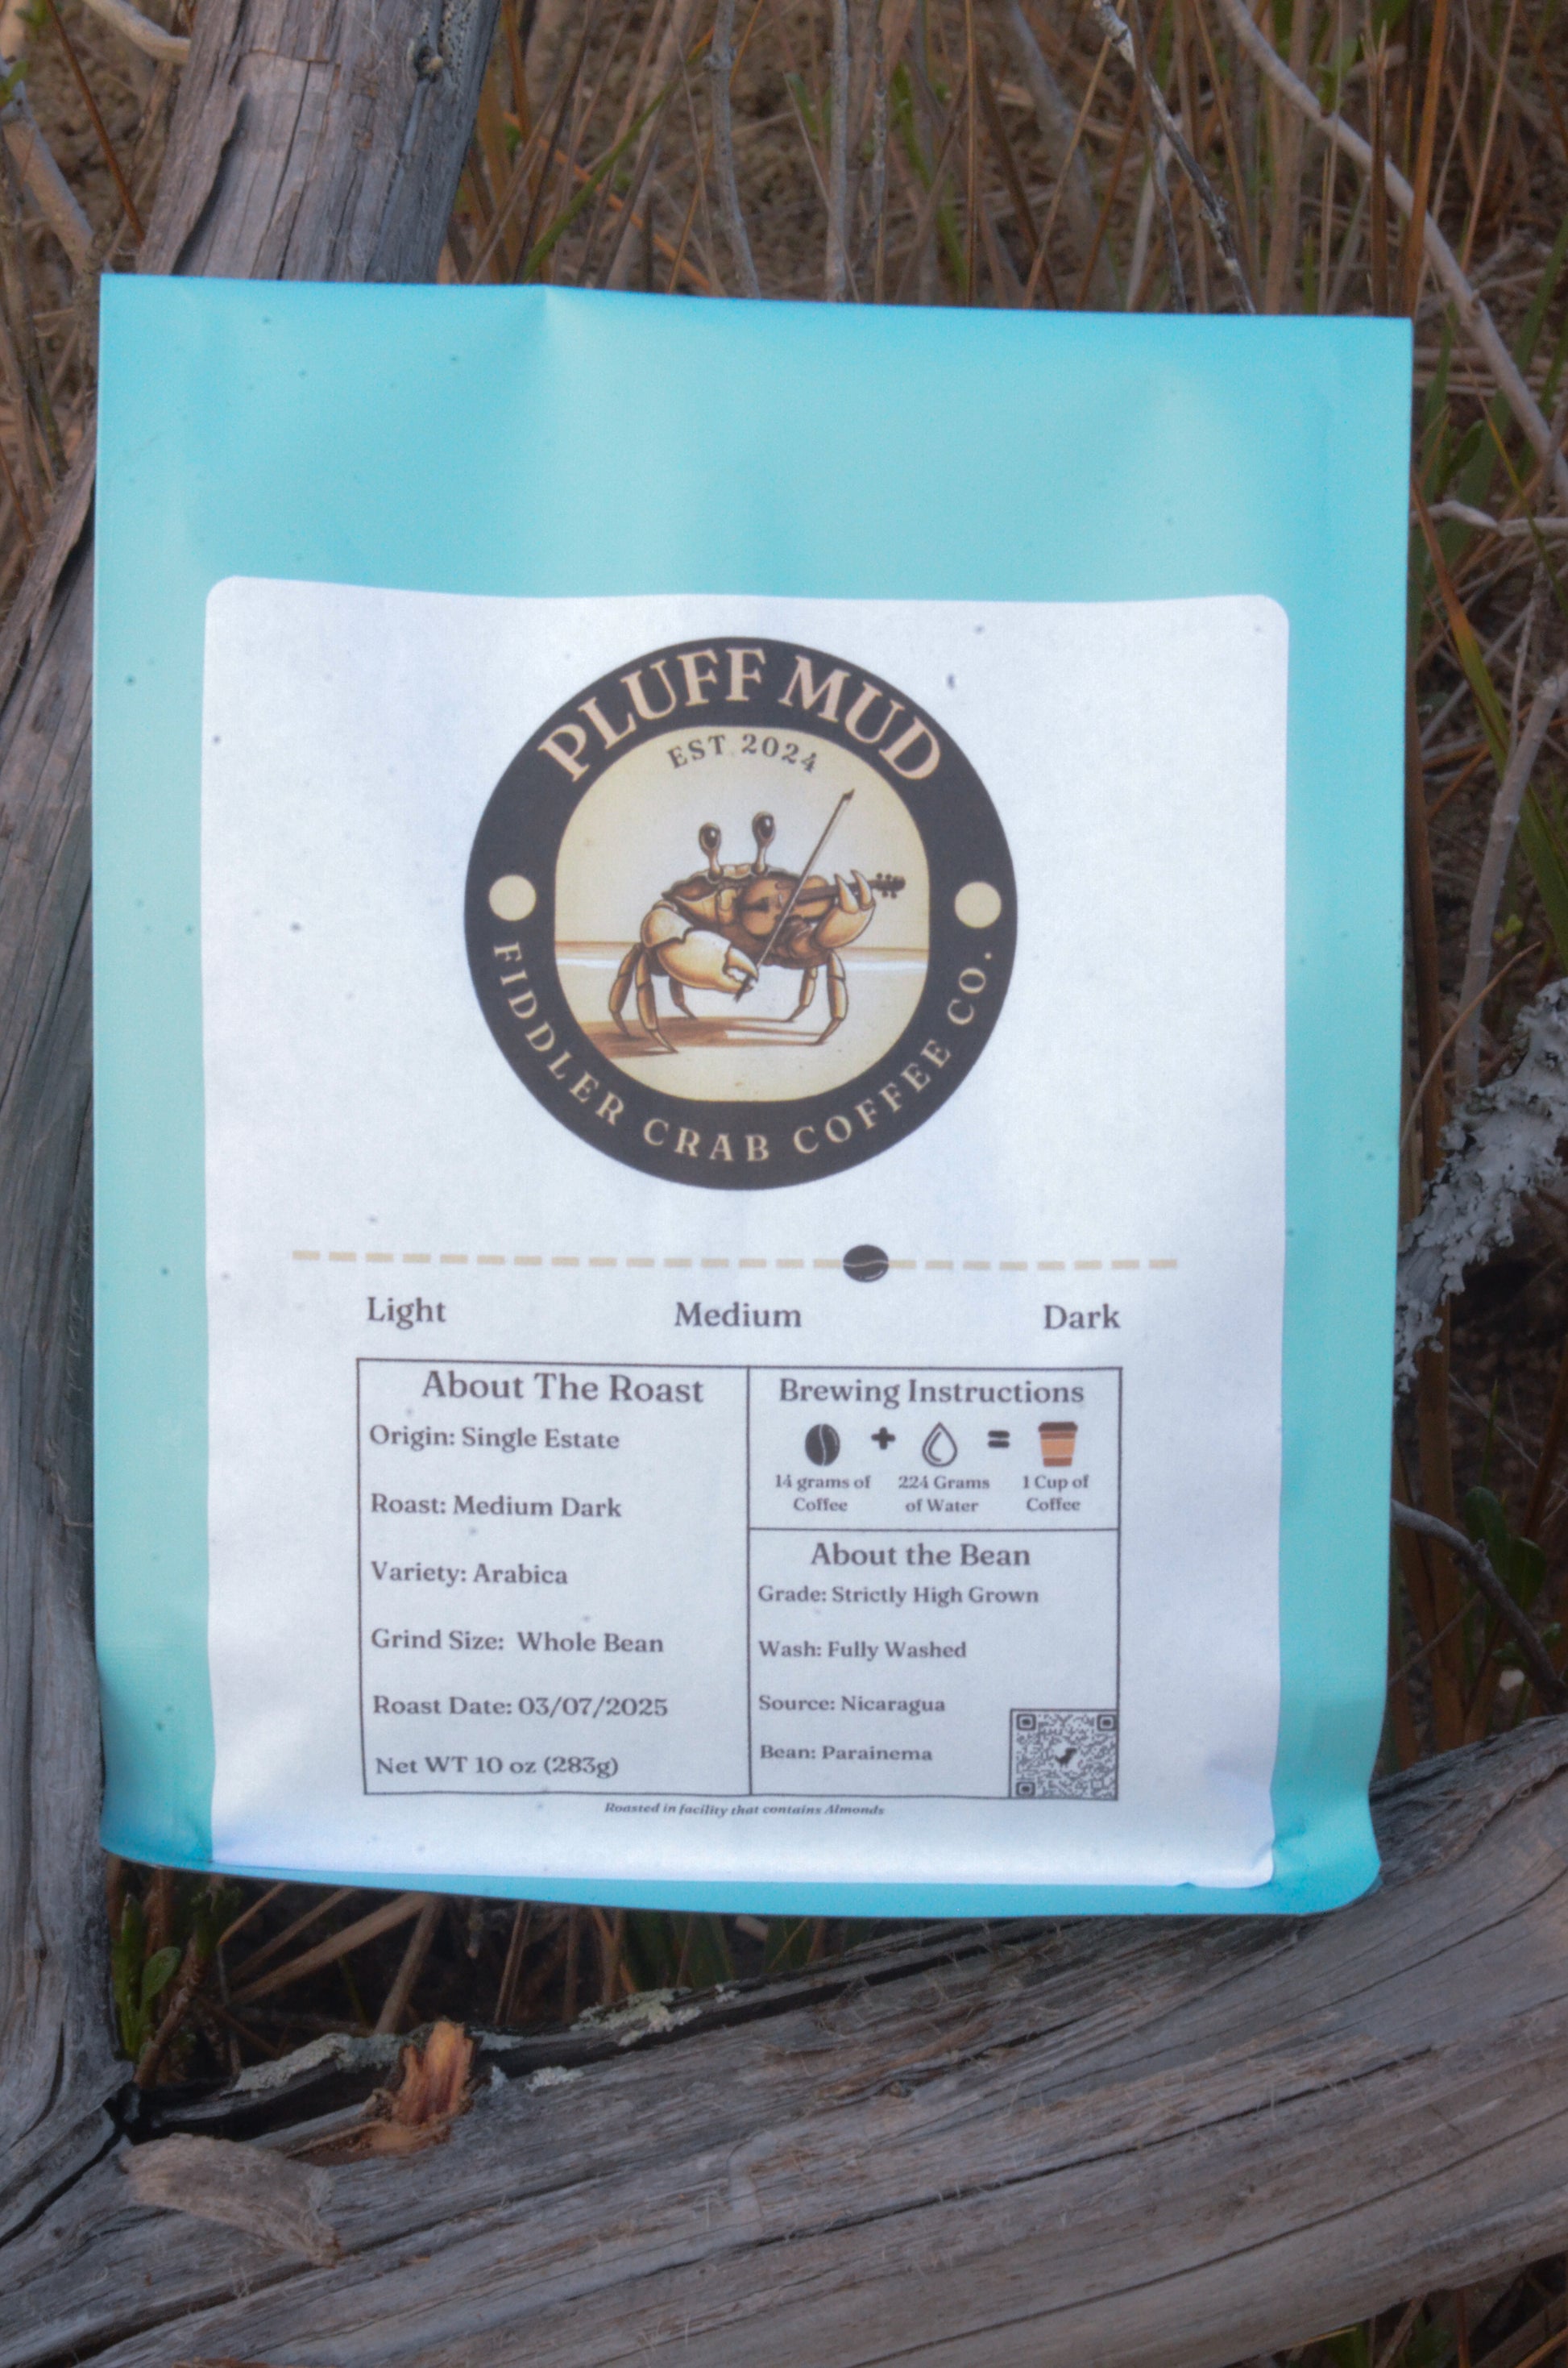 PLUFF MUD
EST. 2024
FIDDLER CRAB COFFEE CO.
Light Medium Dark
About The Roast
Origin: Single Estate
Roast: Medium Dark
Variety: Arabica
Grind Size: Whole Bean
Roast Date: 03/07/2025
Net WT 10 oz (283g)
Brewing Instructions
+ =
14 grams of
Coffee
224 Grams
of Water
1 Cup of
Coffee
About the Bean
Grade: Strictly High Grown
Wash: Fully Washed
Source: Nicaragua
Bean: Parainema
Roasted in facility that contains Almonds